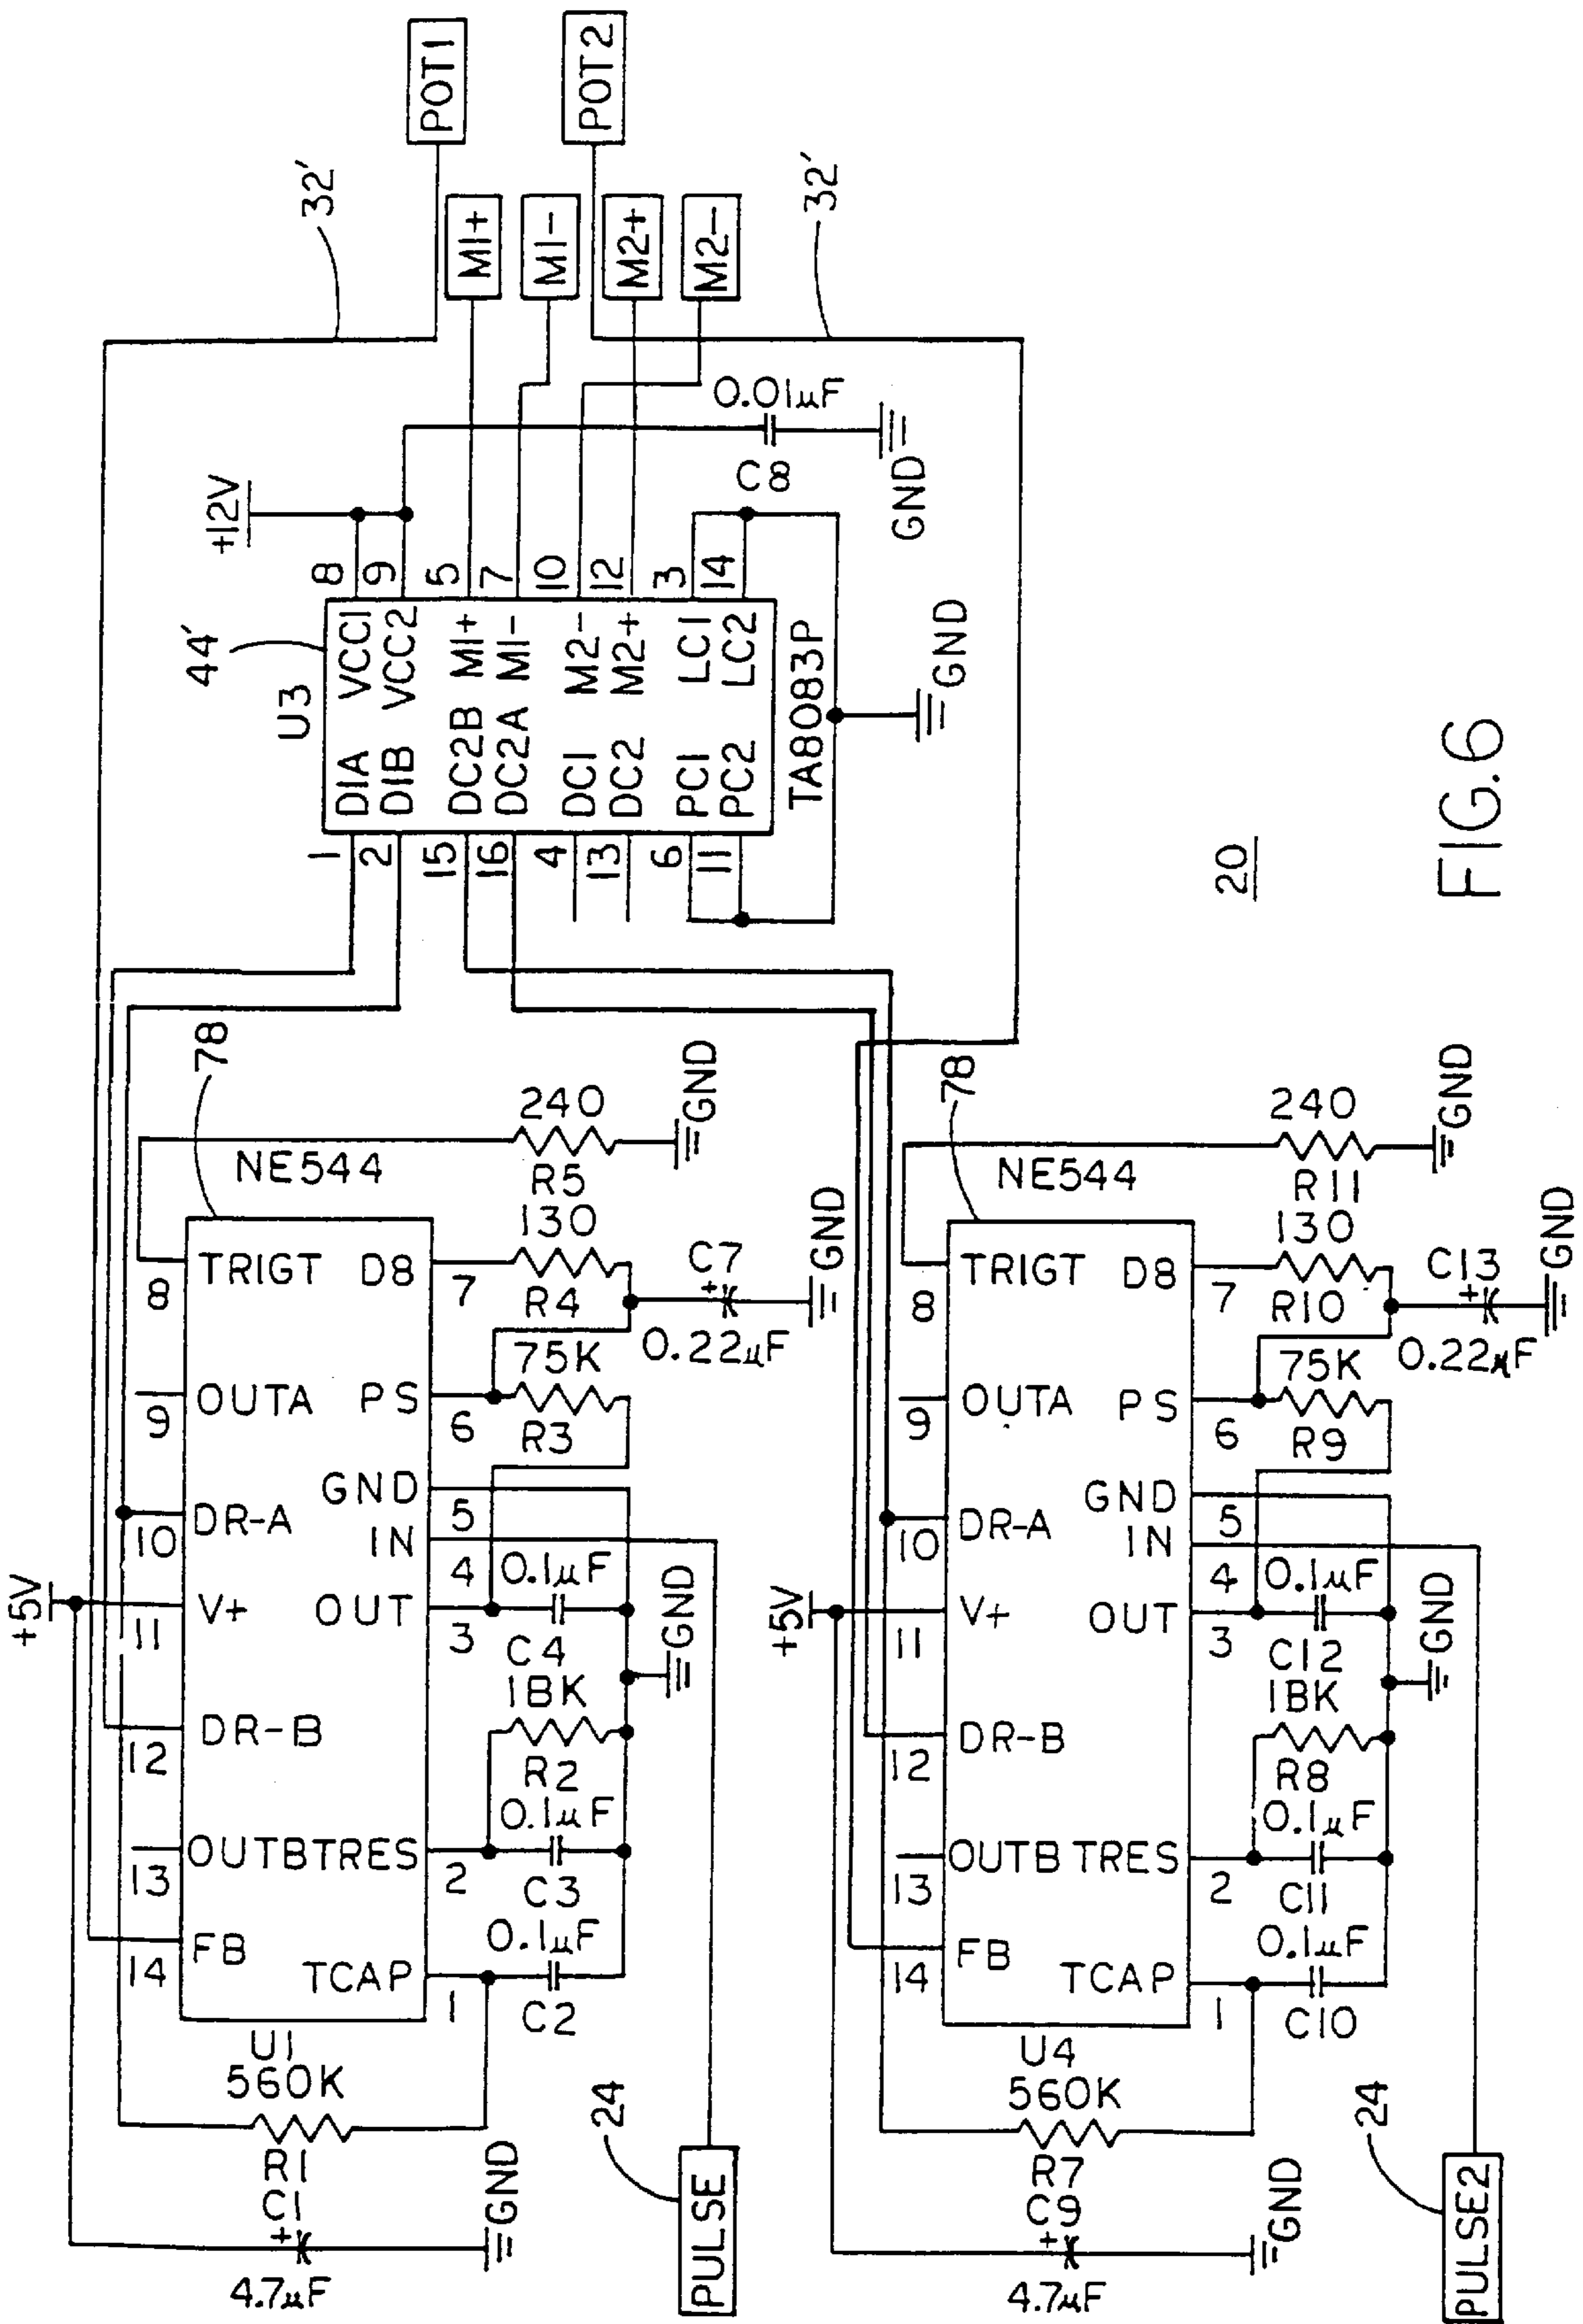 +5V
C1
4.7µF
GND
R1
560K
U1
14
13
12
11
10
9
8
FB
OUTB
DR-B
V+
DR-A
OUTA
TRIGT
TCAP
TRES
OUT
IN
GND
PS
D8
1
2
3
4
5
6
7
78
NE544
C2
0.1µF
C3
0.1µF
R2
18K
C4
0.1µF
GND
R3
75K
R4
130
R5
240
GND
C7
+
0.22µF
GND
PULSE
24
+5V
C9
+
4.7µF
GND
R7
560K
U4
14
13
12
11
10
9
8
FB
OUTB
DR-B
V+
DR-A
OUTA
TRIGT
TCAP
TRES
OUT
IN
GND
PS
D8
1
2
3
4
5
6
7
78
NE544
C10
0.1µF
C11
0.1µF
R8
18K
C12
0.1µF
GND
R9
75K
R10
130
R11
240
GND
C13
+
0.22µF
GND
PULSE2
24
U3
44'
1 DIA VCC1 8
2 DIB VCC2 9
15 DC2B M1+ 5
16 DC2A M1- 7
4 DC1 M2- 10
13 DC2 M2+ 12
6 PC1 LC1 3
11 PC2 LC2 14
TA8083P
GND
+12V
C8
0.01µF
GND
32'
POT1
M1+
M1-
M2+
M2-
POT2
32'
20
FIG.6